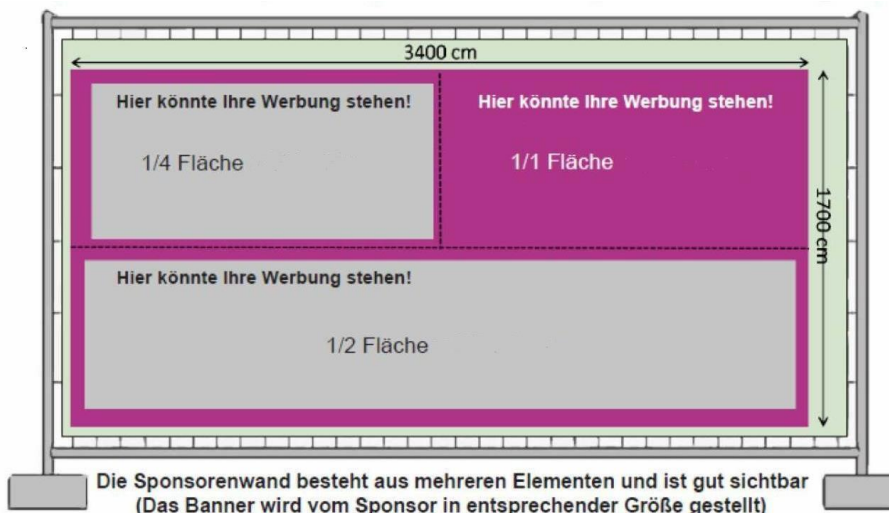 3400 cm
Hier könnte Ihre Werbung stehen!
1/4 Fläche
Hier könnte Ihre Werbung stehen!
1/1 Fläche
1700 cm
Hier könnte Ihre Werbung stehen!
1/2 Fläche
Die Sponsorenwand besteht aus mehreren Elementen und ist gut sichtbar
(Das Banner wird vom Sponsor in entsprechender Größe gestellt)